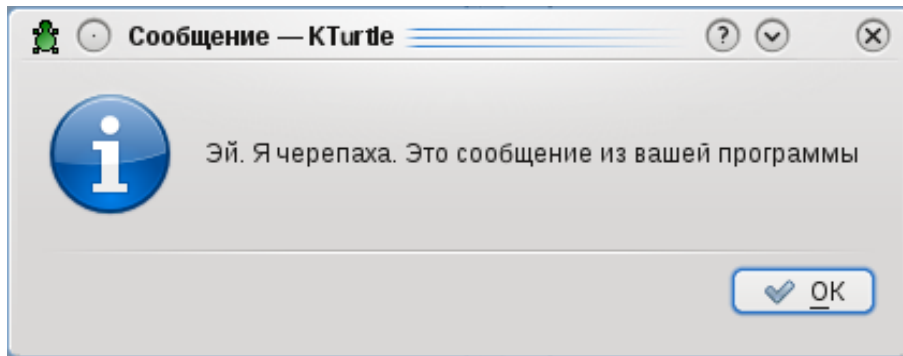 Сообщение — KTurtle
Эй. Я черепаха. Это сообщение из вашей программы
OK